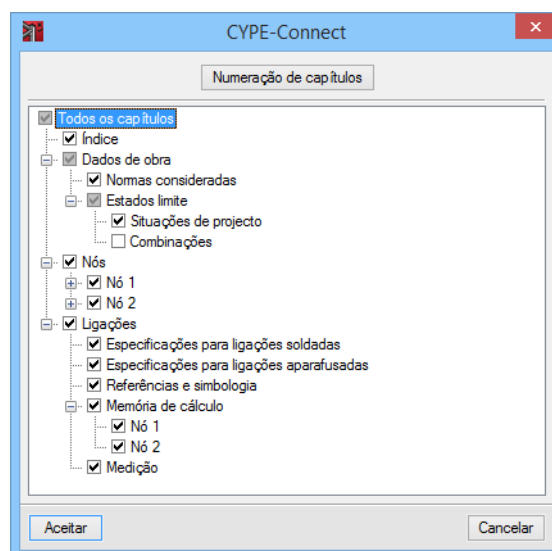 CYPE-Connect
Numeração de capítulos
Todos os capítulos
Índice
Dados de obra
Normas consideradas
Estados limite
Situações de projecto
Combinações
Nós
Nó 1
Nó 2
Ligações
Especificações para ligações soldadas
Especificações para ligações aparafusadas
Referências e simbologia
Memória de cálculo
Nó 1
Nó 2
Medição
Aceitar
Cancelar